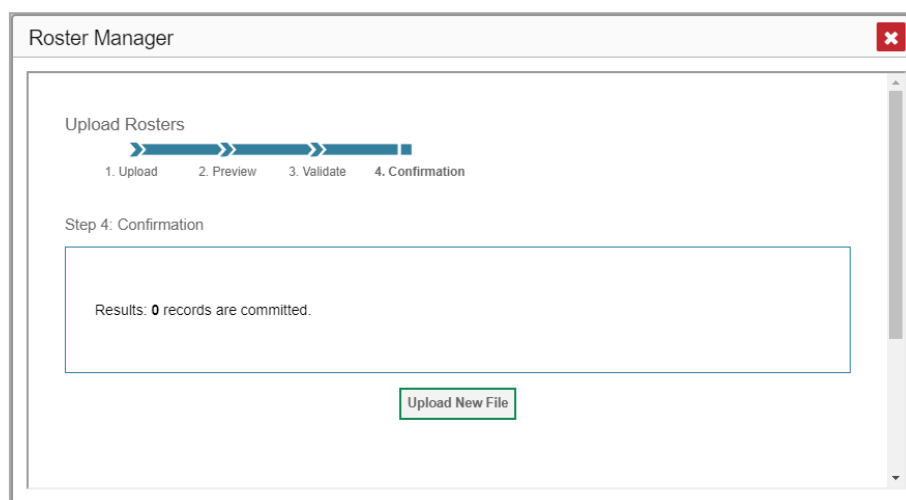 Roster Manager
Upload Rosters
1. Upload 2. Preview 3. Validate 4. Confirmation
Step 4: Confirmation
Results: 0 records are committed.
Upload New File